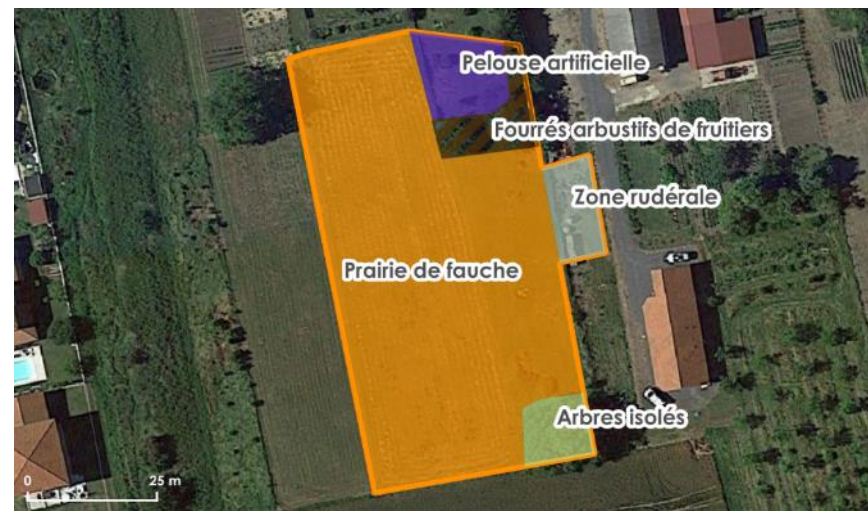 Pelouse artificielle
Fourrés arbustifs de fruitiers
Zone rudérale
Prairie de fauche
Arbres isolés
0 25 m